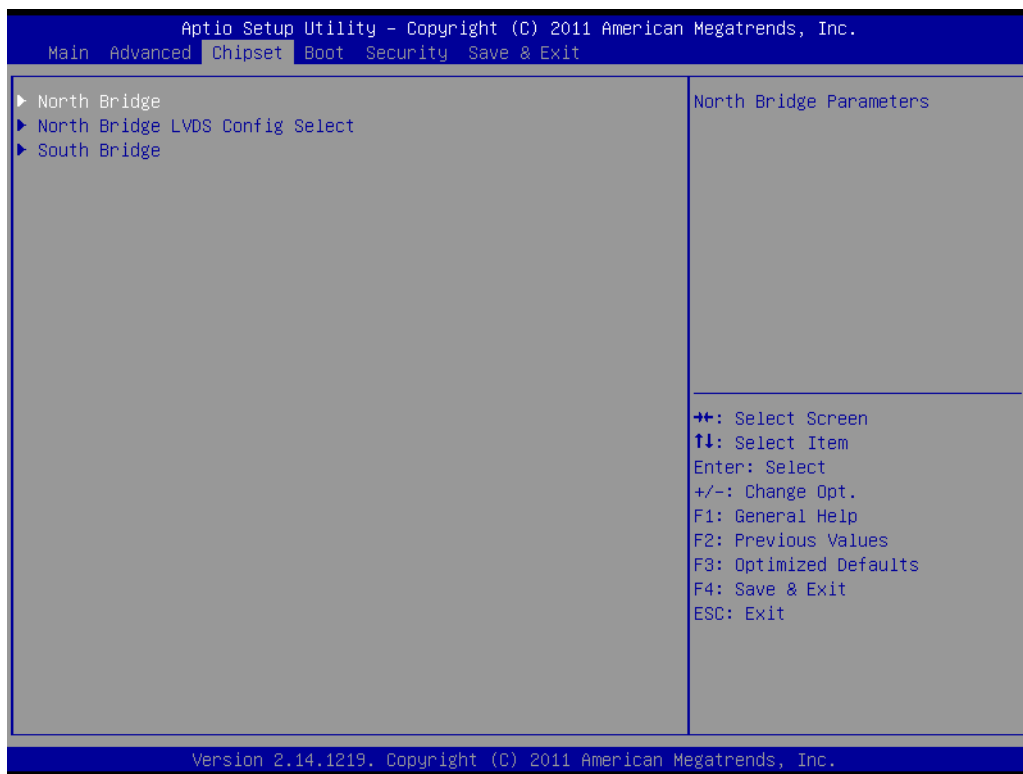 Aptio Setup Utility – Copyright (C) 2011 American Megatrends, Inc.
Main Advanced Chipset Boot Security Save & Exit
► North Bridge
► North Bridge LVDS Config Select
► South Bridge
North Bridge Parameters
→←: Select Screen
↑↓: Select Item
Enter: Select
+/-: Change Opt.
F1: General Help
F2: Previous Values
F3: Optimized Defaults
F4: Save & Exit
ESC: Exit
Version 2.14.1219. Copyright (C) 2011 American Megatrends, Inc.